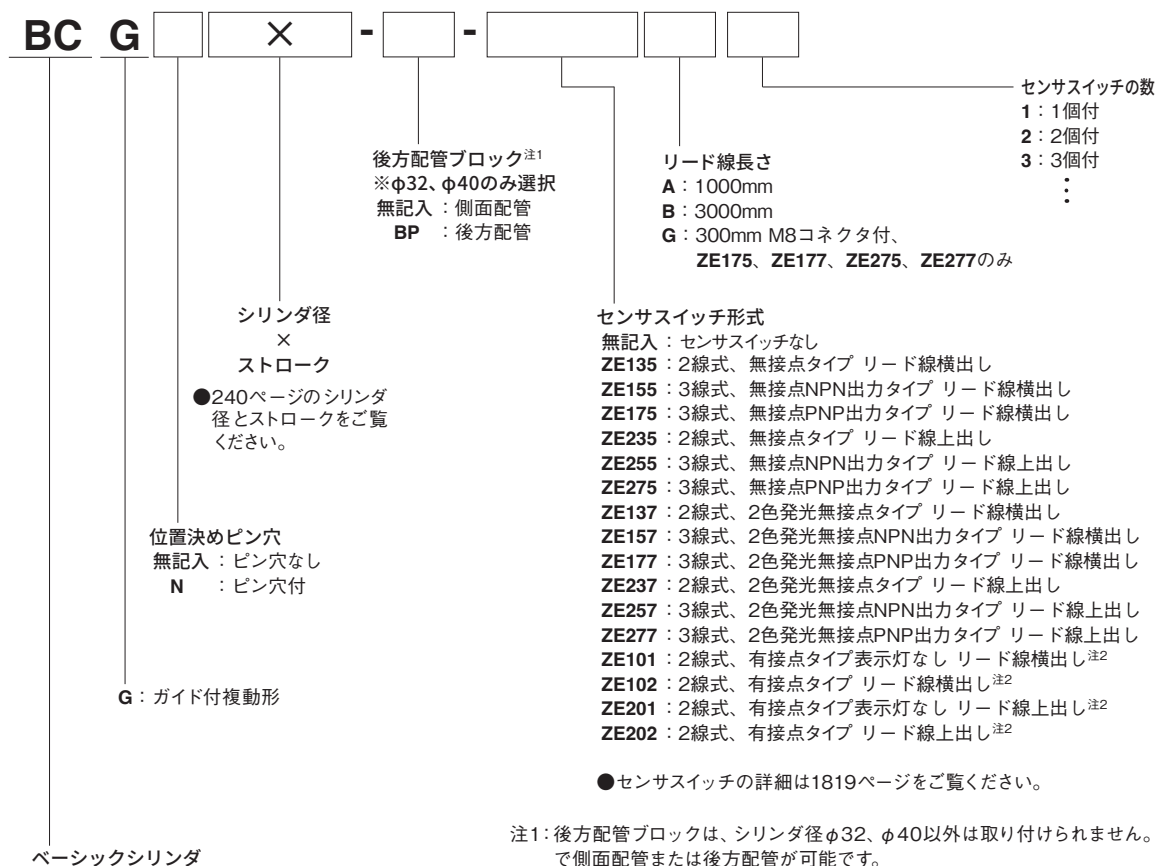 BC G × - -
センサスイッチの数
1：1個付
2：2個付
3：3個付
⋮
後方配管ブロック注1
※φ32、φ40のみ選択
無記入：側面配管
BP ：後方配管
リード線長さ
A：1000mm
B：3000mm
G：300mm M8コネクタ付、
ZE175、ZE177、ZE275、ZE277のみ
シリンダ径
×
ストローク
●240ページのシリンダ
径とストロークをご覧
ください。
センサスイッチ形式
無記入：センサスイッチなし
ZE135：2線式、無接点タイプ リード線横出し
ZE155：3線式、無接点NPN出力タイプ リード線横出し
ZE175：3線式、無接点PNP出力タイプ リード線横出し
ZE235：2線式、無接点タイプ リード線上出し
ZE255：3線式、無接点NPN出力タイプ リード線上出し
ZE275：3線式、無接点PNP出力タイプ リード線上出し
ZE137：2線式、2色発光無接点タイプ リード線横出し
ZE157：3線式、2色発光無接点NPN出力タイプ リード線横出し
ZE177：3線式、2色発光無接点PNP出力タイプ リード線横出し
ZE237：2線式、2色発光無接点タイプ リード線上出し
ZE257：3線式、2色発光無接点NPN出力タイプ リード線上出し
ZE277：3線式、2色発光無接点PNP出力タイプ リード線上出し
ZE101：2線式、有接点タイプ表示灯なし リード線横出し注2
ZE102：2線式、有接点タイプ リード線横出し注2
ZE201：2線式、有接点タイプ表示灯なし リード線上出し注2
ZE202：2線式、有接点タイプ リード線上出し注2
●センサスイッチの詳細は1819ページをご覧ください。
位置決めピン穴
無記入：ピン穴なし
N ：ピン穴付
G：ガイド付複動形
ベーシックシリンダ
注1：後方配管ブロックは、シリンダ径φ32、φ40以外は取り付けられません。
で側面配管または後方配管が可能です。